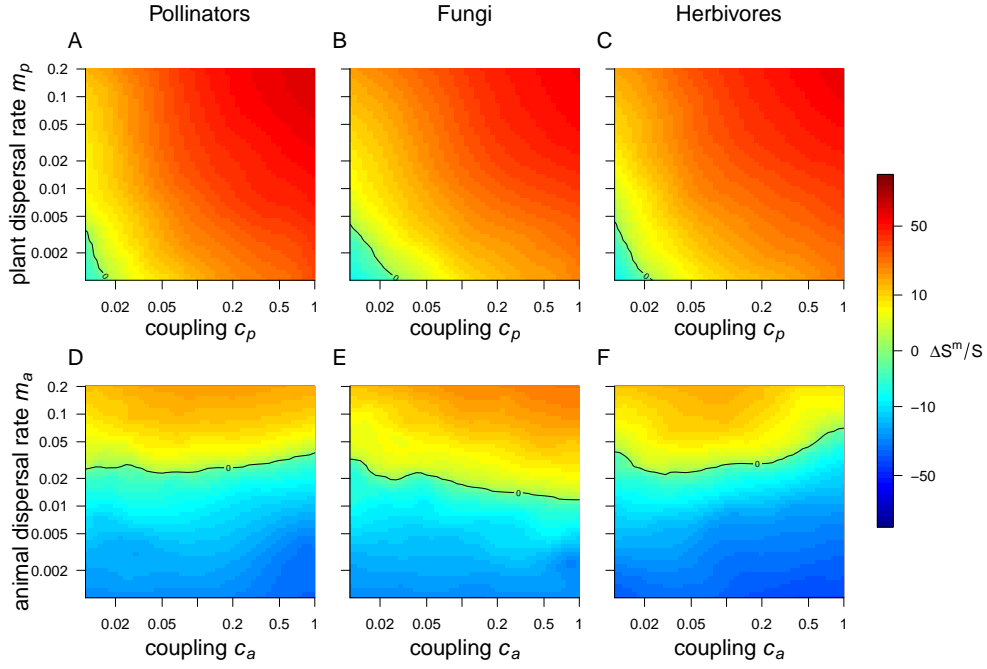 Pollinators Fungi Herbivores
A B C
plant dispersal rate m_p
0.2
0.1
0.05
0.02
0.01
0.005
0.002
0 0 0
0.02 0.05 0.2 0.5 1 0.02 0.05 0.2 0.5 1 0.02 0.05 0.2 0.5 1
coupling c_p coupling c_p coupling c_p
50
10
0 ΔS^m/S
−10
−50
D E F
animal dispersal rate m_a
0.2
0.1
0.05
0.02
0.01
0.005
0.002
0 0 0
0.02 0.05 0.2 0.5 1 0.02 0.05 0.2 0.5 1 0.02 0.05 0.2 0.5 1
coupling c_a coupling c_a coupling c_a